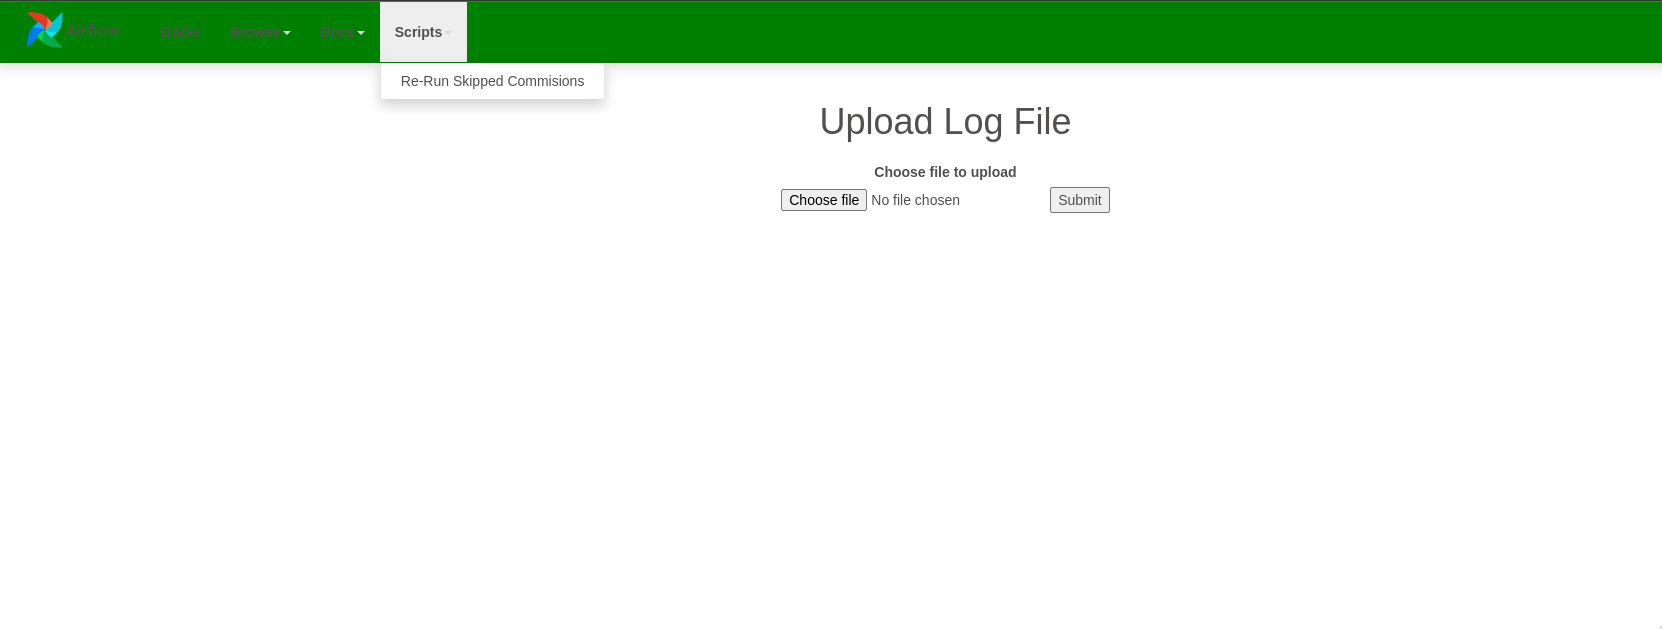 Airflow DAGs Browse Docs Scripts
Re-Run Skipped Commisions
Upload Log File
Choose file to upload
Choose file No file chosen Submit